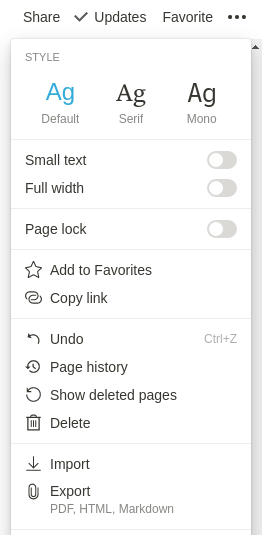 Share Updates Favorite
STYLE
Ag Ag Ag
Default Serif Mono
Small text
Full width
Page lock
Add to Favorites
Copy link
Undo Ctrl+Z
Page history
Show deleted pages
Delete
Import
Export
PDF, HTML, Markdown